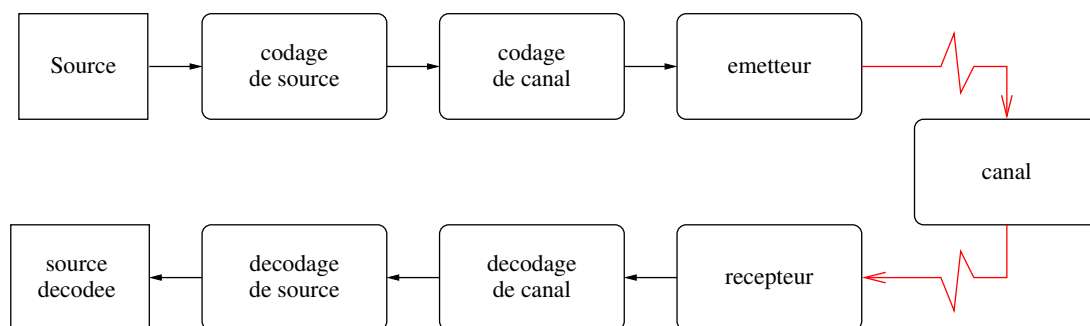 Source
codage
de source
codage
de canal
emetteur
canal
source
decodee
decodage
de source
decodage
de canal
recepteur